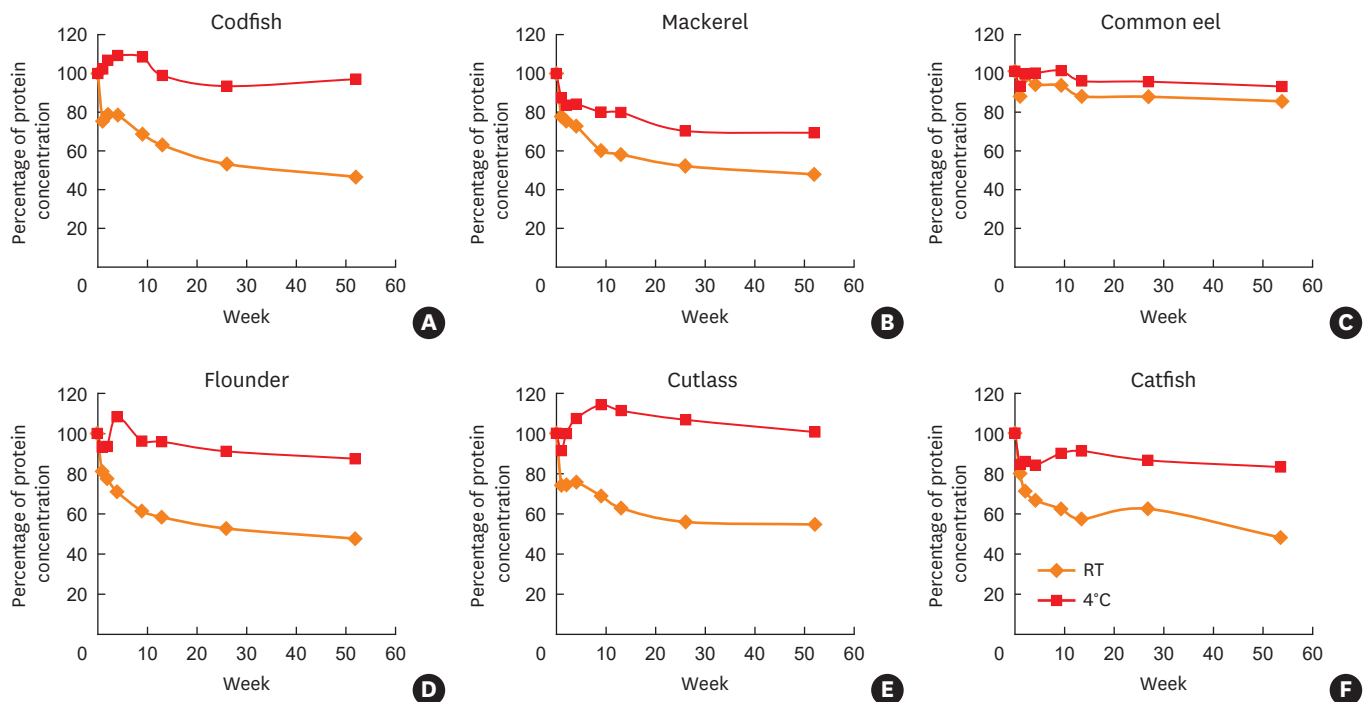 Codfish
Percentage of protein
concentration
120
100
80
60
40
20
0 10 20 30 40 50 60
Week
A
Mackerel
Percentage of protein
concentration
120
100
80
60
40
20
0 10 20 30 40 50 60
Week
B
Common eel
Percentage of protein
concentration
120
100
80
60
40
20
0 10 20 30 40 50 60
Week
C
Flounder
Percentage of protein
concentration
120
100
80
60
40
20
0 10 20 30 40 50 60
Week
D
Cutlass
Percentage of protein
concentration
120
100
80
60
40
20
0 10 20 30 40 50 60
Week
E
Catfish
Percentage of protein
concentration
120
100
80
60
40
20
RT
4°C
0 10 20 30 40 50 60
Week
F